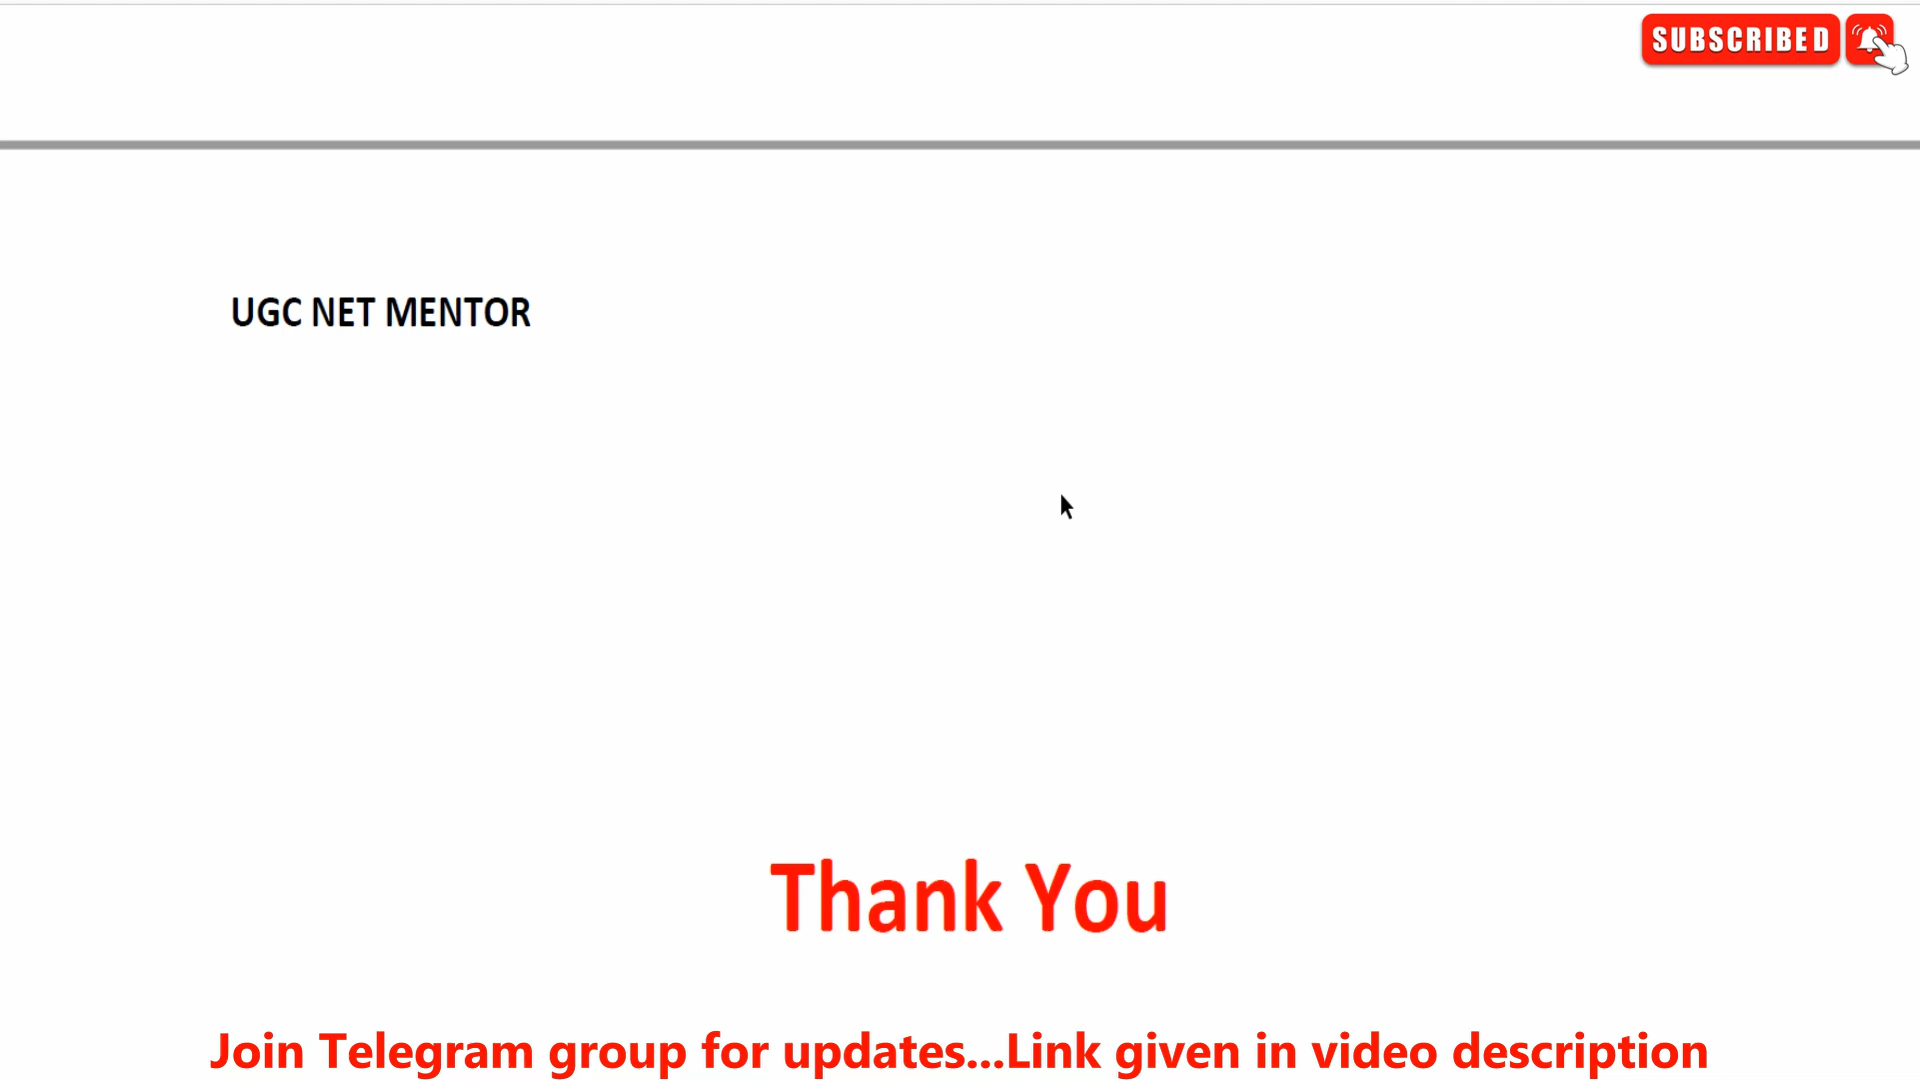 SUBSCRIBED
UGC NET MENTOR
Thank You
Join Telegram group for updates...Link given in video description